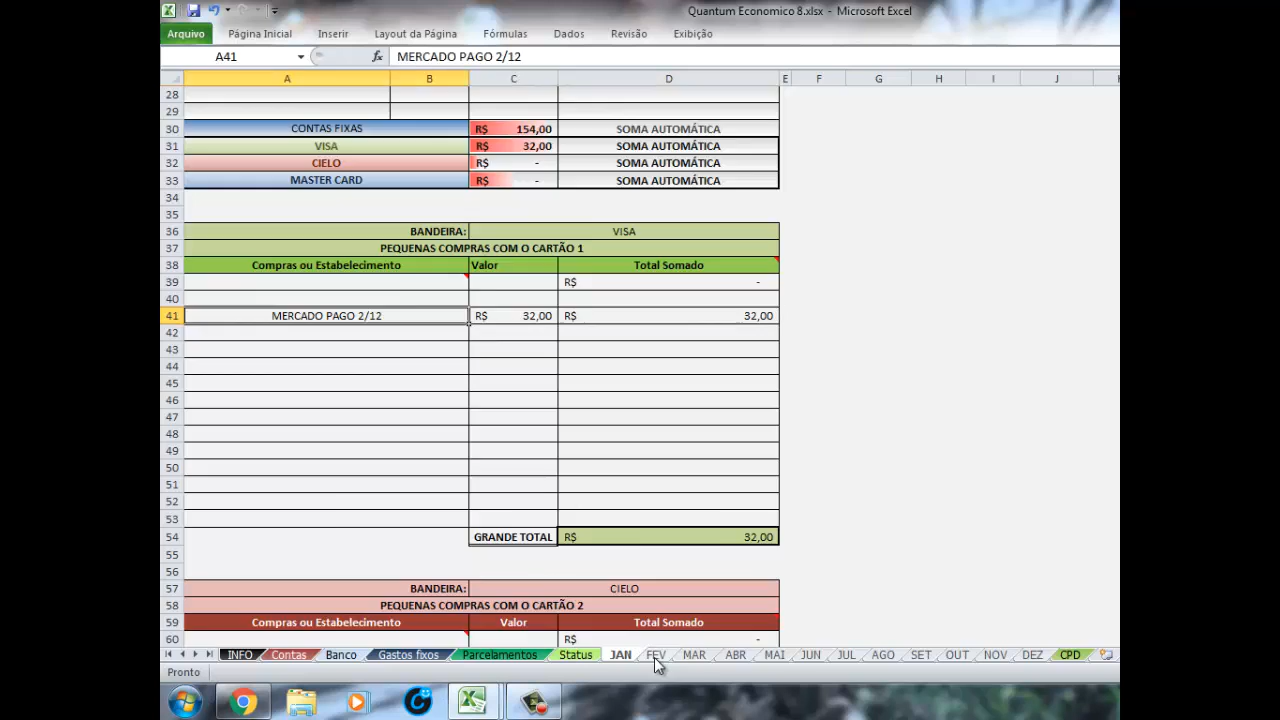 Quantum Economico 8.xlsx - Microsoft Excel
Arquivo Página Inicial Inserir Layout da Página Fórmulas Dados Revisão Exibição
A41 fx MERCADO PAGO 2/12
A B C D E F G H I J
28
29
30 CONTAS FIXAS R$ 154,00 SOMA AUTOMÁTICA
31 VISA R$ 32,00 SOMA AUTOMÁTICA
32 CIELO R$ - SOMA AUTOMÁTICA
33 MASTER CARD R$ - SOMA AUTOMÁTICA
34
35
36 BANDEIRA: VISA
37 PEQUENAS COMPRAS COM O CARTÃO 1
38 Compras ou Estabelecimento Valor Total Somado
39 R$ -
40
41 MERCADO PAGO 2/12 R$ 32,00 R$ 32,00
42
43
44
45
46
47
48
49
50
51
52
53
54 GRANDE TOTAL R$ 32,00
55
56
57 BANDEIRA: CIELO
58 PEQUENAS COMPRAS COM O CARTÃO 2
59 Compras ou Estabelecimento Valor Total Somado
60 R$ -
INFO Contas Banco Gastos fixos Parcelamentos Status JAN FEV MAR ABR MAI JUN JUL AGO SET OUT NOV DEZ CPD
Pronto